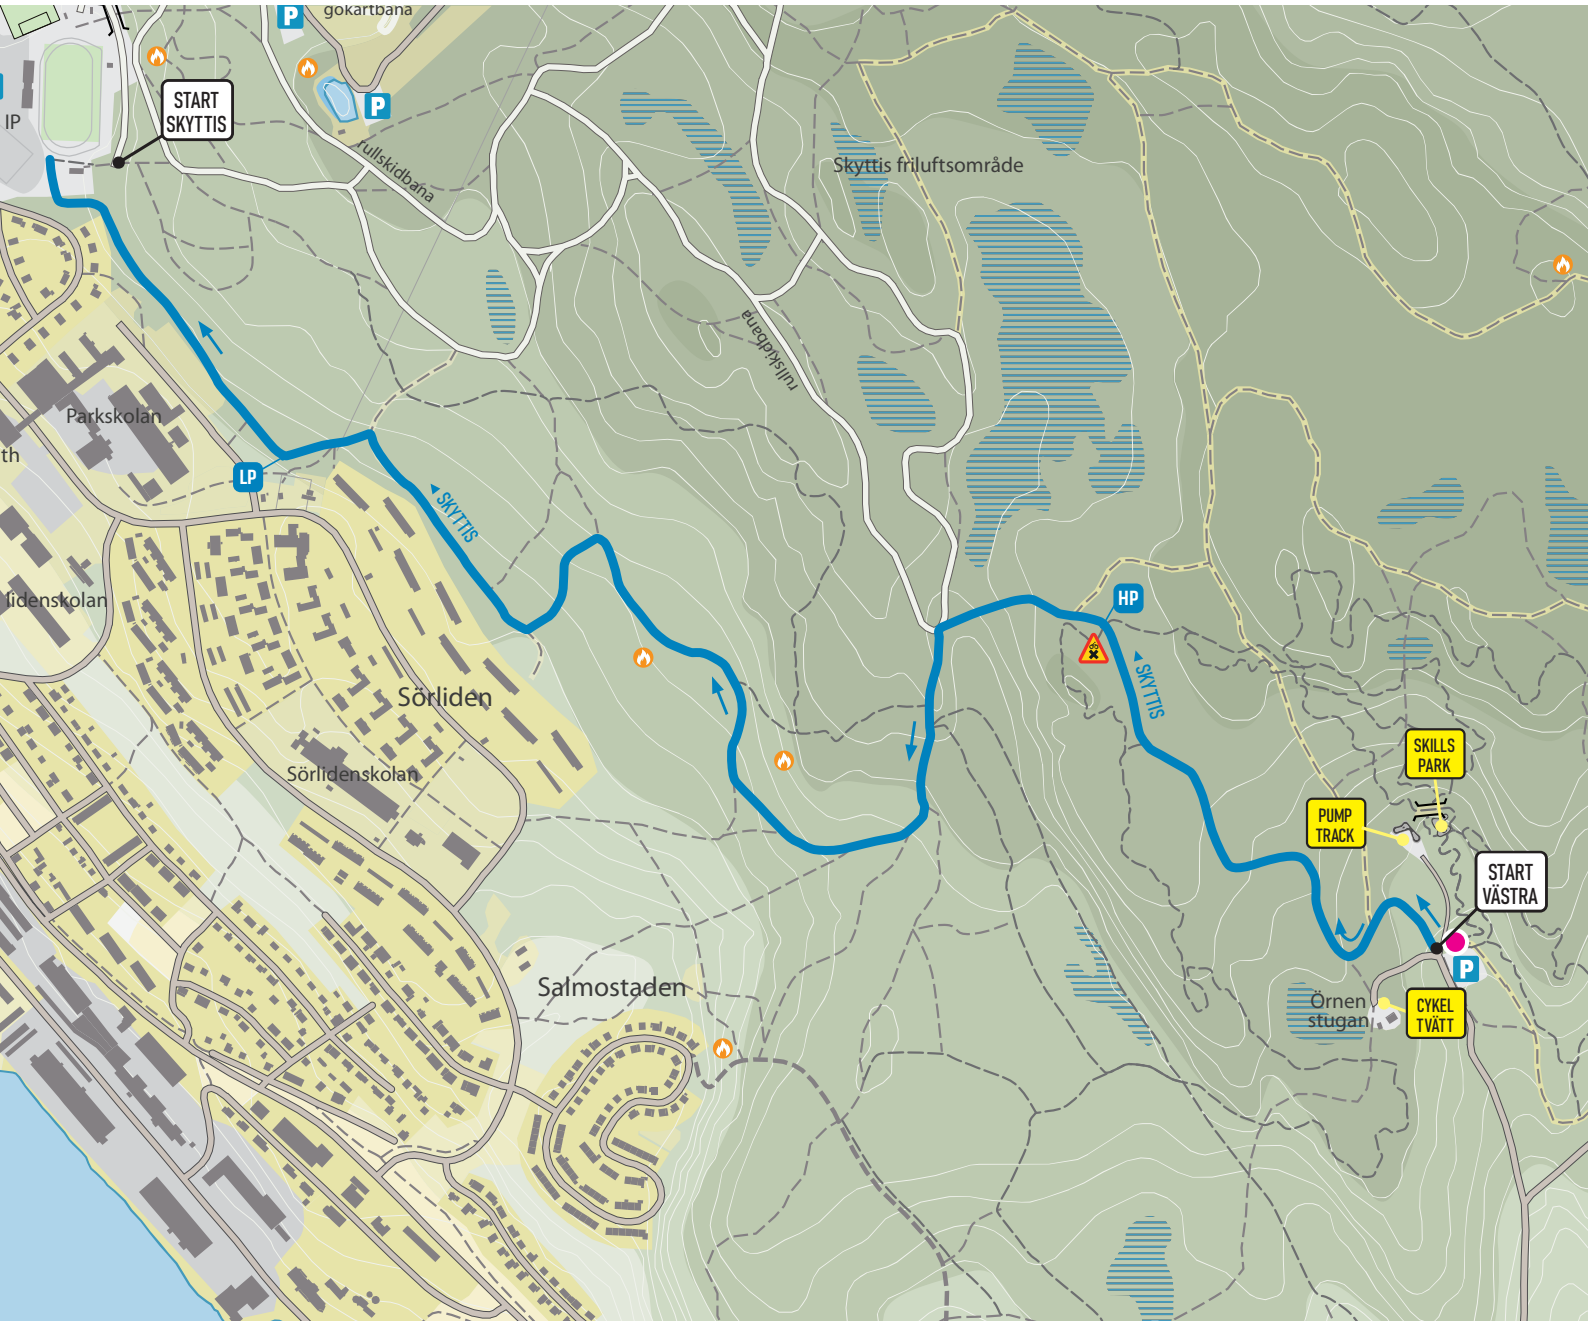 P
gokartbana
START
SKYTTIS
P
IP
rullskidbana
Skyttis friluftsområde
rullskidbana
Parkskolan
th
LP
SKYTTIS
lidenskolan
HP
SKYTTIS
Sörliden
Sörlidenskolan
SKILLS
PARK
PUMP
TRACK
START
VÄSTRA
P
Salmostaden
Örnen
stugan
CYKEL
TVÄTT